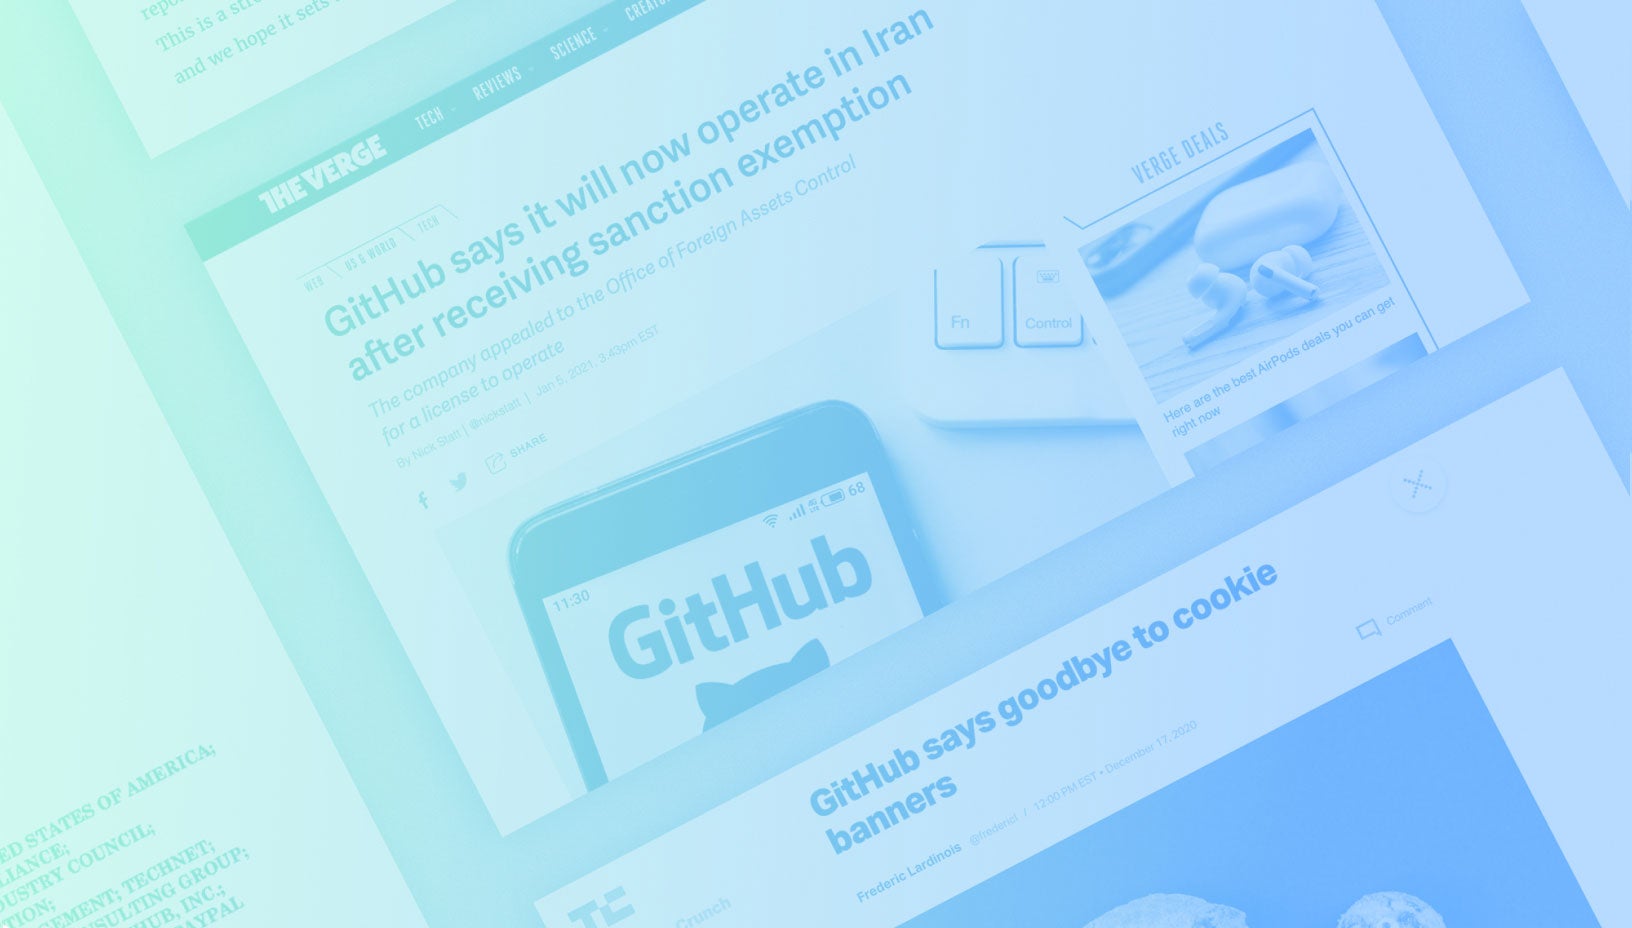 This is a
and we hope it sets
THE VERGE TECH REVIEWS SCIENCE
WEB US & WORLD TECH
GitHub says it will now operate in Iran
after receiving sanction exemption
The company appealed to the Office of Foreign Assets Control
for a license to operate
By Nick Statt | @nickstatt | Jan 5, 2021, 3:43pm EST
SHARE
VERGE DEALS
Here are the best AirPods deals you can get
right now
Fn
Control
68
11:30
GitHub
GitHub says goodbye to cookie
banners
Frederic Lardinois @fredericl / 12:00 PM EST • December 17, 2020
Comment
TC
Crunch
STATES OF AMERICA;
COUNCIL;
TECHNET;
GROUP;
INC.;
PAYPAL